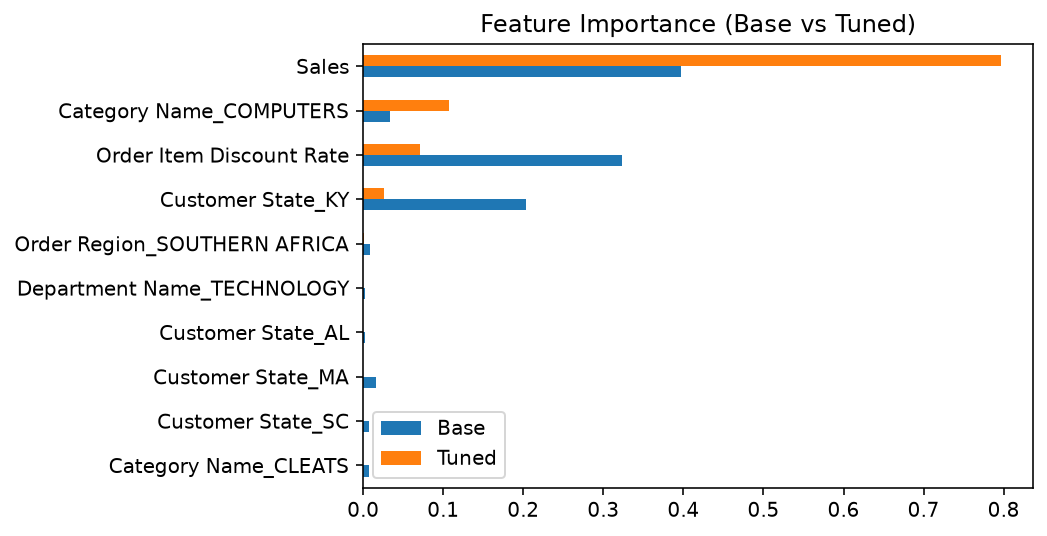 Feature Importance (Base vs Tuned)
Sales
Category Name_COMPUTERS
Order Item Discount Rate
Customer State_KY
Order Region_SOUTHERN AFRICA
Department Name_TECHNOLOGY
Customer State_AL
Customer State_MA
Customer State_SC
Category Name_CLEATS
Base
Tuned
0.0 0.1 0.2 0.3 0.4 0.5 0.6 0.7 0.8